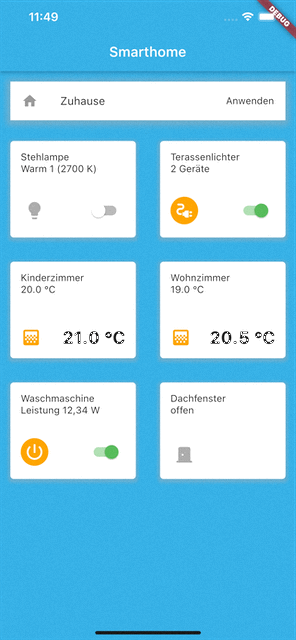 11:49
DEBUG
Smarthome
Zuhause
Anwenden
Stehlampe
Warm 1 (2700 K)
Terassenlichter
2 Geräte
Kinderzimmer
20.0 °C
21.0 °C
Wohnzimmer
19.0 °C
20.5 °C
Waschmaschine
Leistung 12,34 W
Dachfenster
offen